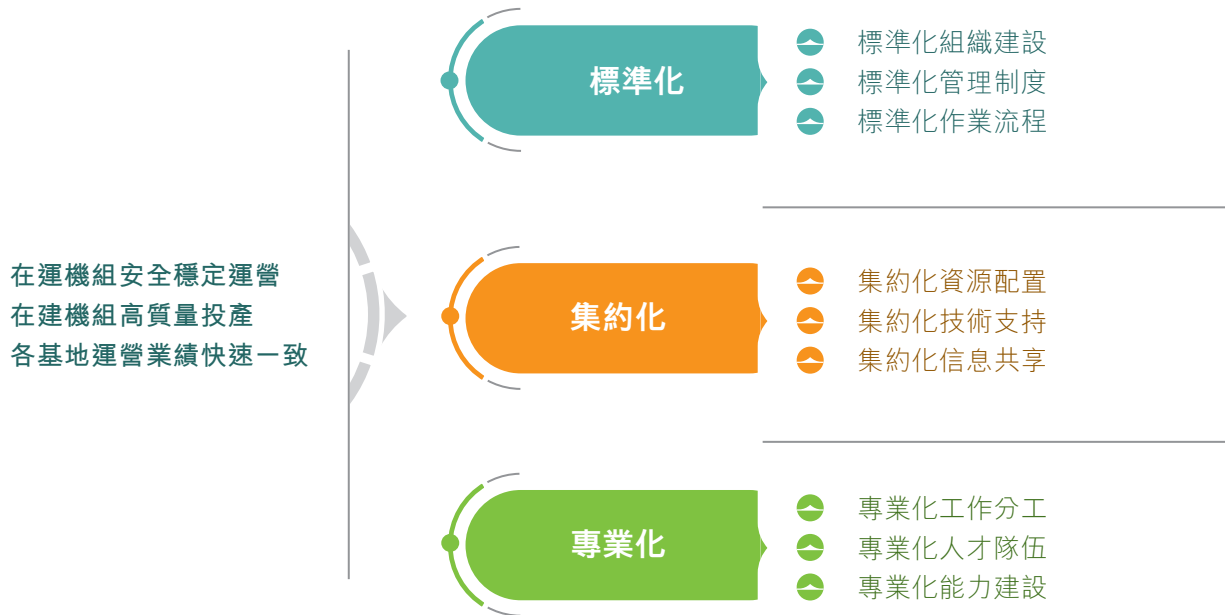 在運機組安全穩定運營
在建機組高質量投產
各基地運營業績快速一致
標準化
標準化組織建設
標準化管理制度
標準化作業流程
集約化
集約化資源配置
集約化技術支持
集約化信息共享
專業化
專業化工作分工
專業化人才隊伍
專業化能力建設